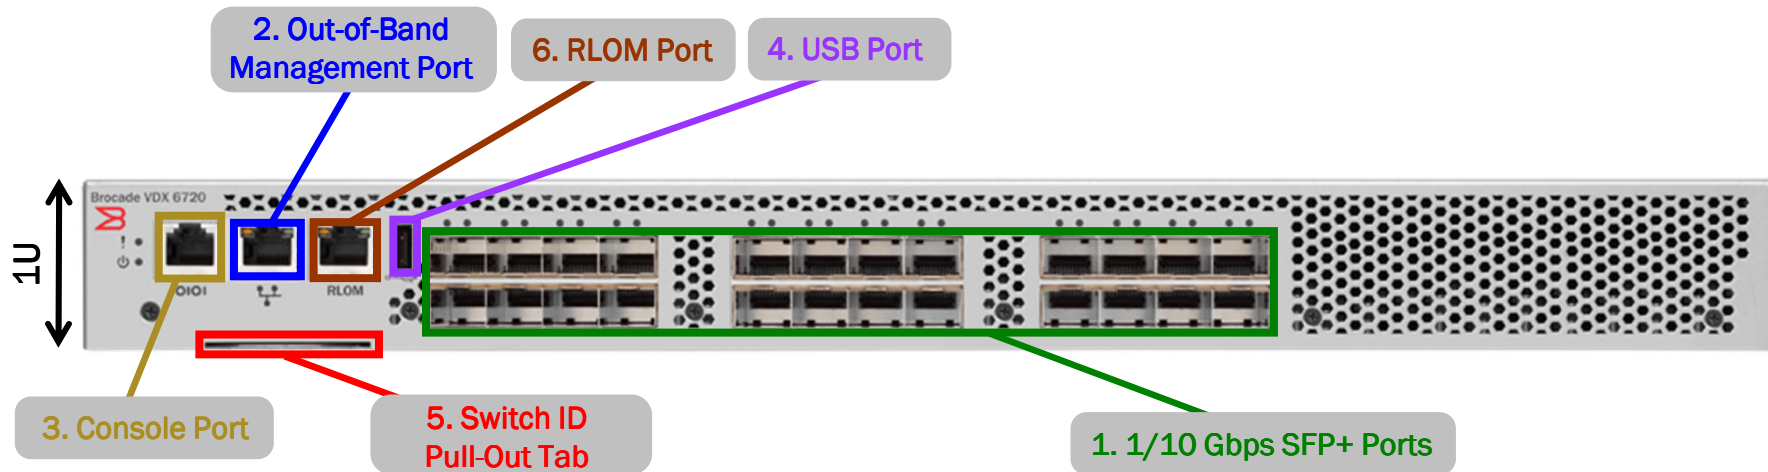 2. Out-of-Band
Management Port
6. RLOM Port
4. USB Port
1U
Brocade VDX 6720
!
IOIOI
RLOM
3. Console Port
5. Switch ID
Pull-Out Tab
1. 1/10 Gbps SFP+ Ports